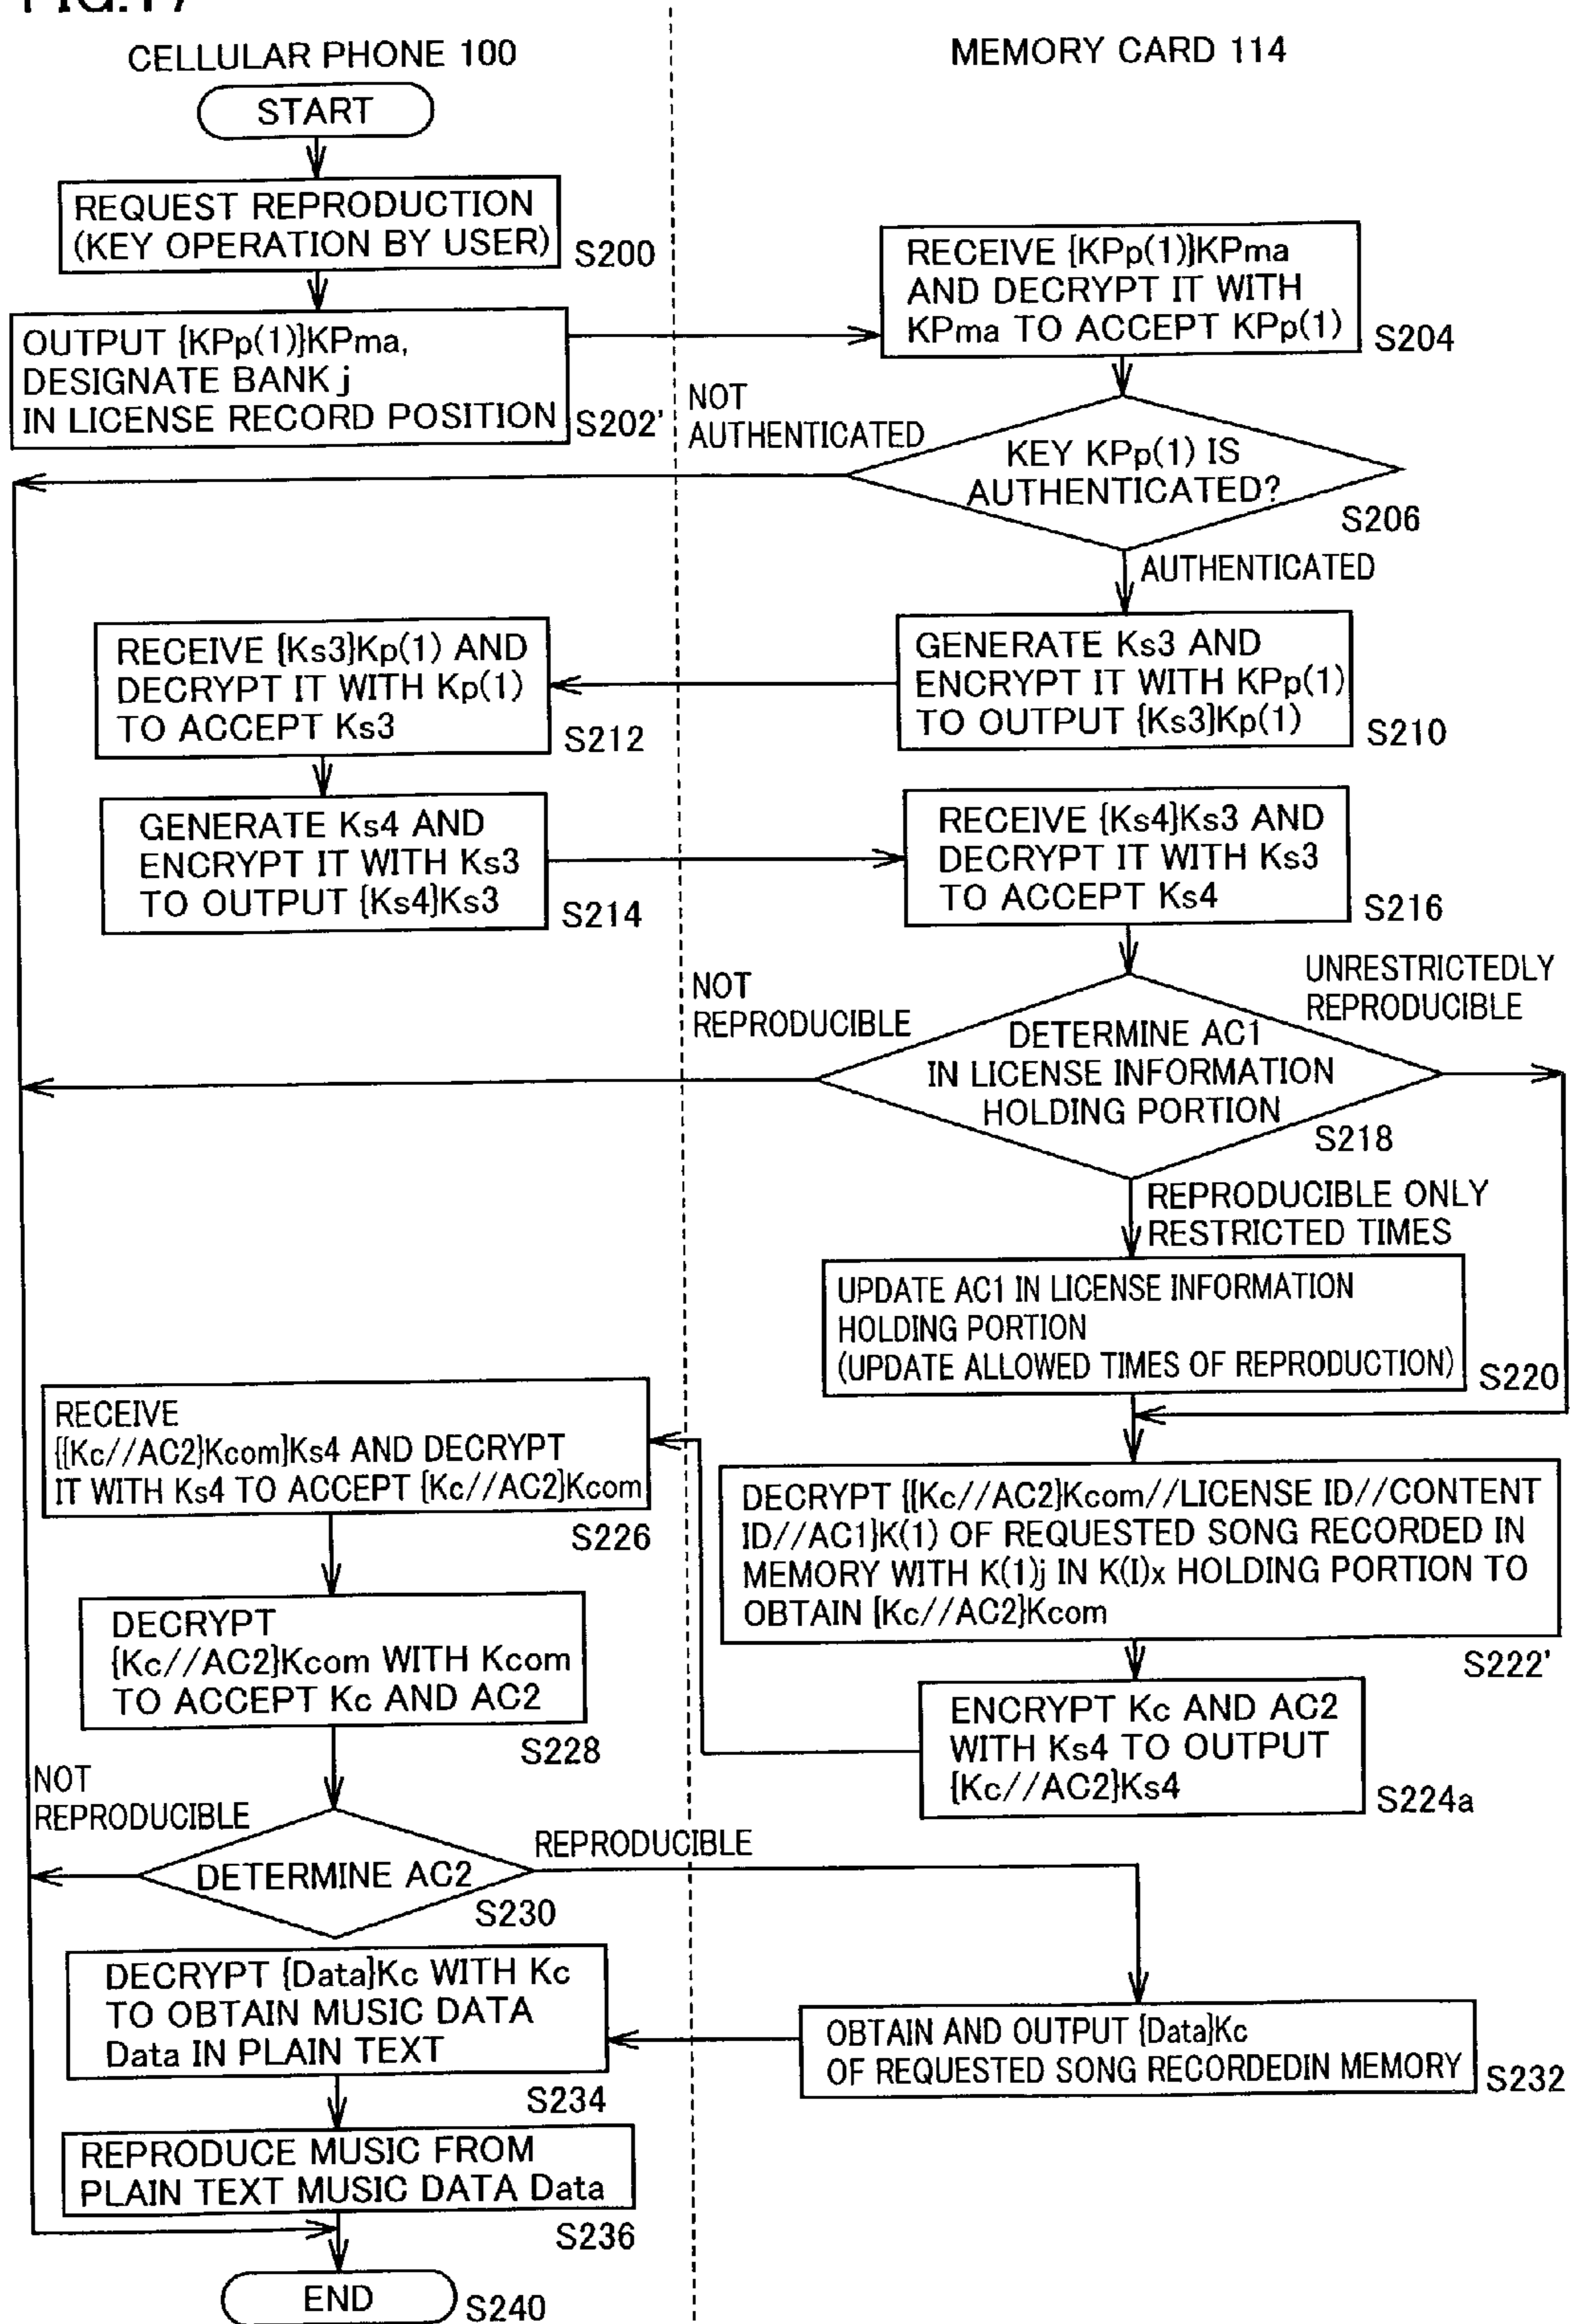 FIG.17
CELLULAR PHONE 100
MEMORY CARD 114
START
REQUEST REPRODUCTION
(KEY OPERATION BY USER)
S200
OUTPUT {KPp(1)}KPma,
DESIGNATE BANK j
IN LICENSE RECORD POSITION
S202'
RECEIVE {KPp(1)}KPma
AND DECRYPT IT WITH
KPma TO ACCEPT KPp(1)
S204
NOT
AUTHENTICATED
KEY KPp(1) IS
AUTHENTICATED?
S206
AUTHENTICATED
GENERATE Ks3 AND
ENCRYPT IT WITH KPp(1)
TO OUTPUT {Ks3}Kp(1)
S210
RECEIVE {Ks3}Kp(1) AND
DECRYPT IT WITH Kp(1)
TO ACCEPT Ks3
S212
GENERATE Ks4 AND
ENCRYPT IT WITH Ks3
TO OUTPUT {Ks4}Ks3
S214
RECEIVE {Ks4}Ks3 AND
DECRYPT IT WITH Ks3
TO ACCEPT Ks4
S216
NOT
REPRODUCIBLE
UNRESTRICTEDLY
REPRODUCIBLE
DETERMINE AC1
IN LICENSE INFORMATION
HOLDING PORTION
S218
REPRODUCIBLE ONLY
RESTRICTED TIMES
UPDATE AC1 IN LICENSE INFORMATION
HOLDING PORTION
(UPDATE ALLOWED TIMES OF REPRODUCTION)
S220
DECRYPT {{Kc//AC2}Kcom//LICENSE ID//CONTENT
ID//AC1}K(1) OF REQUESTED SONG RECORDED IN
MEMORY WITH K(1)j IN K(I)x HOLDING PORTION TO
OBTAIN {Kc//AC2}Kcom
S222'
ENCRYPT Kc AND AC2
WITH Ks4 TO OUTPUT
{Kc//AC2}Ks4
S224a
RECEIVE
{{Kc//AC2}Kcom}Ks4 AND DECRYPT
IT WITH Ks4 TO ACCEPT {Kc//AC2}Kcom
S226
DECRYPT
{Kc//AC2}Kcom WITH Kcom
TO ACCEPT Kc AND AC2
S228
NOT
REPRODUCIBLE
DETERMINE AC2
S230
REPRODUCIBLE
OBTAIN AND OUTPUT {Data}Kc
OF REQUESTED SONG RECORDEDIN MEMORY
S232
DECRYPT {Data}Kc WITH Kc
TO OBTAIN MUSIC DATA
Data IN PLAIN TEXT
S234
REPRODUCE MUSIC FROM
PLAIN TEXT MUSIC DATA Data
S236
END
S240